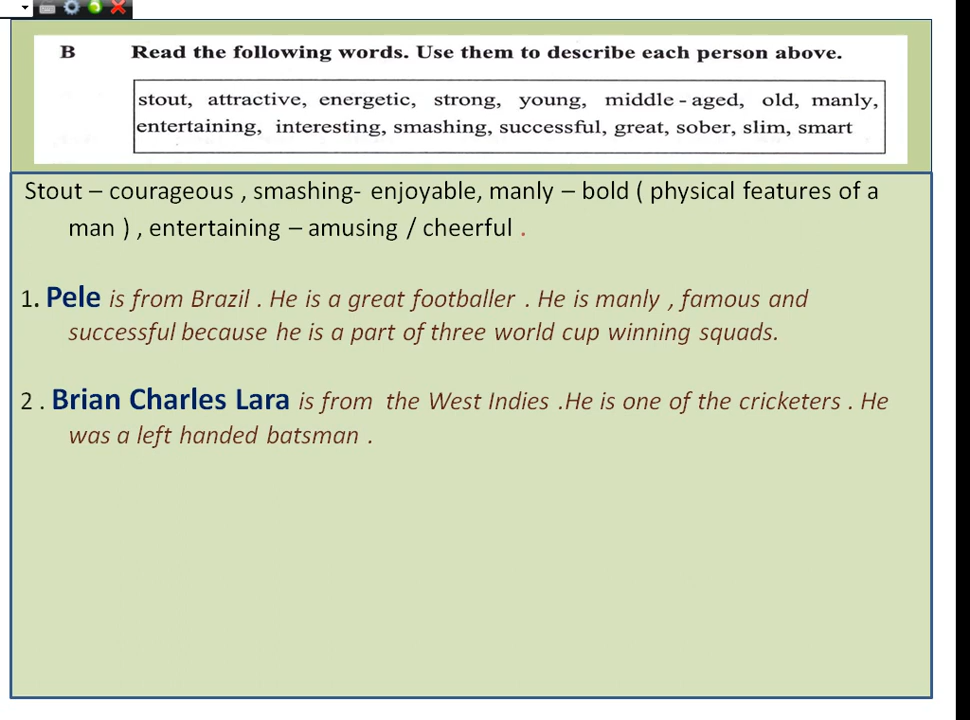 B Read the following words. Use them to describe each person above.
stout, attractive, energetic, strong, young, middle - aged, old, manly,
entertaining, interesting, smashing, successful, great, sober, slim, smart
Stout – courageous , smashing- enjoyable, manly – bold ( physical features of a
man ) , entertaining – amusing / cheerful .
1. Pele is from Brazil . He is a great footballer . He is manly , famous and
successful because he is a part of three world cup winning squads.
2 . Brian Charles Lara is from the West Indies .He is one of the cricketers . He
was a left handed batsman .